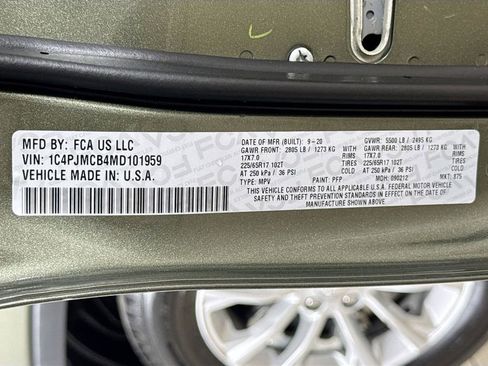 MFD BY: FCA US LLC
VIN: 1C4PJMCB4MD101959
VEHICLE MADE IN: U.S.A.
DATE OF MFR (BUILT): 9-20 GVWR: 5500 LB / 2495 KG
GAWR FRONT: 2805 LB / 1273 KG WITH GAWR REAR: 2805 LB / 1273 KG WITH
17X7.0 RIMS 17X7.0 RIMS
225/65R17 102T TIRES 225/65R17 102T TIRES
AT 250 kPa / 36 PSI COLD AT 250 kPa / 36 PSI COLD
TYPE: MPV PAINT: PFP MDH: 090212 MKT: 875
THIS VEHICLE CONFORMS TO ALL APPLICABLE U.S.A. FEDERAL MOTOR VEHICLE
SAFETY AND THEFT PREVENTION STANDARDS IN EFFECT ON THE DATE OF
MANUFACTURE SHOWN ABOVE.